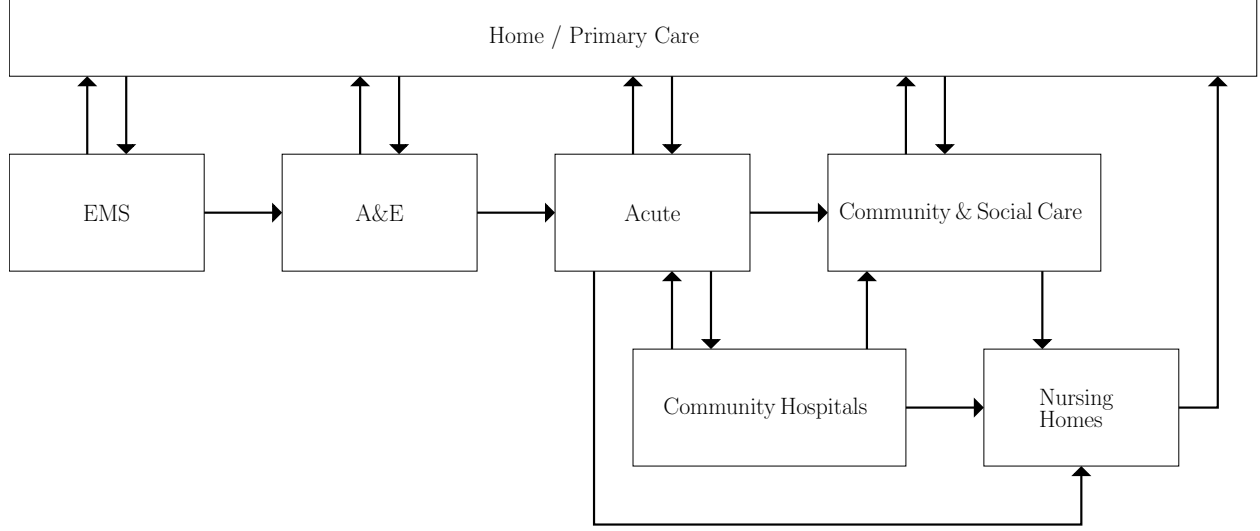 Home / Primary Care
EMS
A&E
Acute
Community & Social Care
Community Hospitals
Nursing
Homes